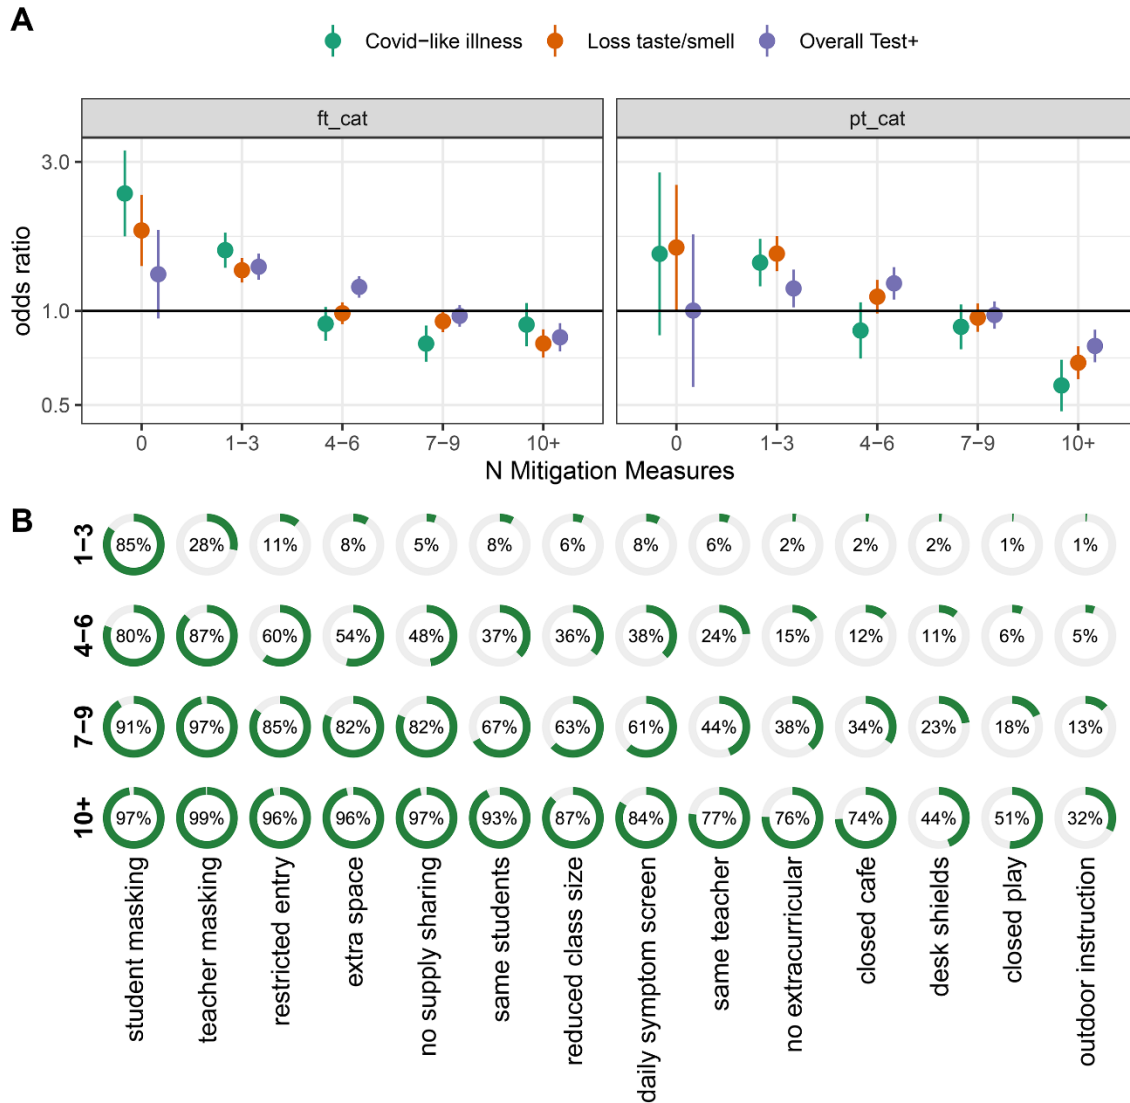 A
Covid−like illness Loss taste/smell Overall Test+
ft_cat pt_cat
3.0
1.0
0.5
odds ratio
0 1−3 4−6 7−9 10+ 0 1−3 4−6 7−9 10+
N Mitigation Measures
B
1−3 85% 28% 11% 8% 5% 8% 6% 8% 6% 2% 2% 2% 1% 1%
4−6 80% 87% 60% 54% 48% 37% 36% 38% 24% 15% 12% 11% 6% 5%
7−9 91% 97% 85% 82% 82% 67% 63% 61% 44% 38% 34% 23% 18% 13%
10+ 97% 99% 96% 96% 97% 93% 87% 84% 77% 76% 74% 44% 51% 32%
student masking
teacher masking
restricted entry
extra space
no supply sharing
same students
reduced class size
daily symptom screen
same teacher
no extracurricular
closed cafe
desk shields
closed play
outdoor instruction